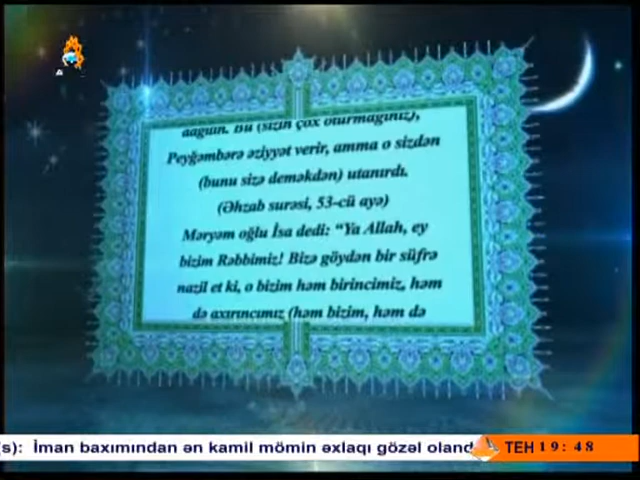 dağılın. Bu (sizin çox oturmağınız),
Peyğəmbərə əziyyət verir, amma o sizdən
(bunu sizə deməkdən) utanırdı.
(Əhzab surəsi, 53-cü ayə)
Məryəm oğlu İsa dedi: “Ya Allah, ey
bizim Rəbbimiz! Bizə göydən bir süfrə
nazil et ki, o bizim həm birincimiz, həm
də axırıncımız (həm bizim, həm də
(s): İman baxımından ən kamil mömin əxlaqı gözəl oland
TEH 19:48